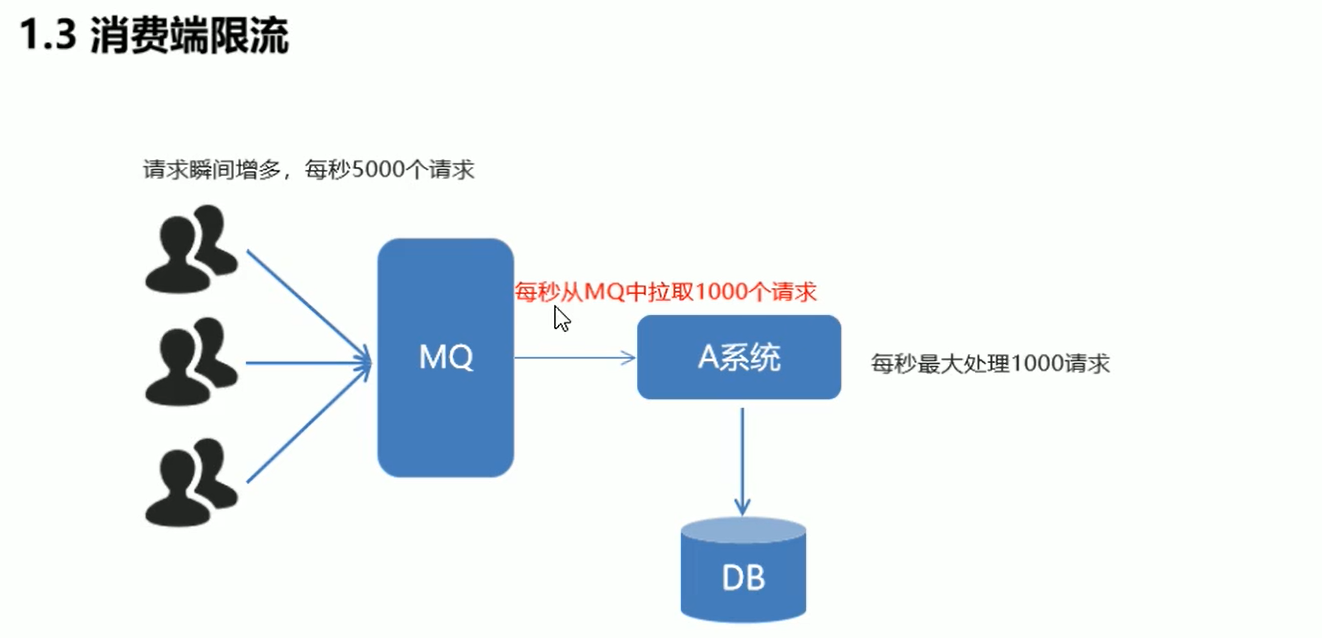 1.3 消费端限流
请求瞬间增多，每秒5000个请求
每秒从MQ中拉取1000个请求
MQ
A系统
每秒最大处理1000请求
DB